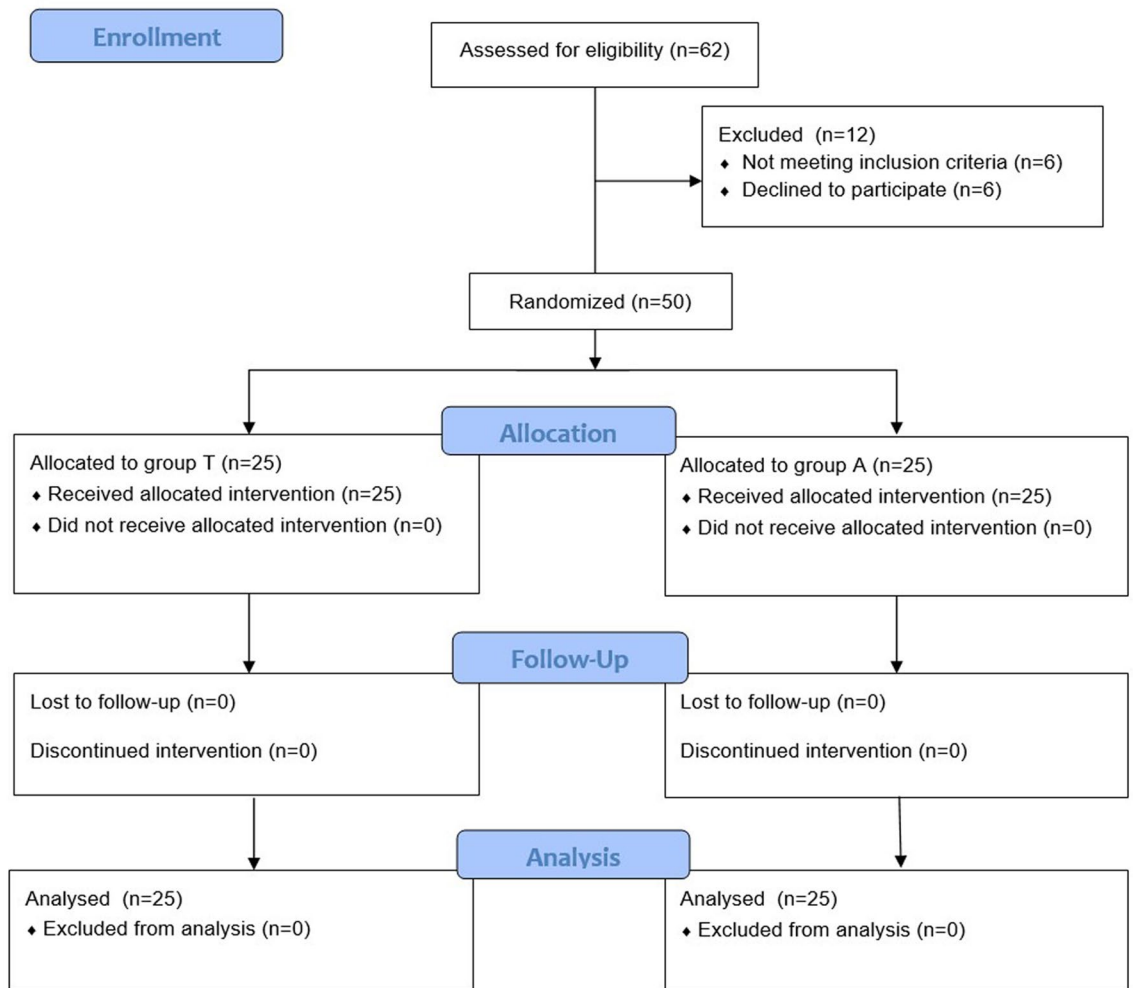 Enrollment
Assessed for eligibility (n=62)
Excluded (n=12)
♦ Not meeting inclusion criteria (n=6)
♦ Declined to participate (n=6)
Randomized (n=50)
Allocation
Allocated to group T (n=25)
♦ Received allocated intervention (n=25)
♦ Did not receive allocated intervention (n=0)
Allocated to group A (n=25)
♦ Received allocated intervention (n=25)
♦ Did not receive allocated intervention (n=0)
Follow-Up
Lost to follow-up (n=0)
Discontinued intervention (n=0)
Lost to follow-up (n=0)
Discontinued intervention (n=0)
Analysis
Analysed (n=25)
♦ Excluded from analysis (n=0)
Analysed (n=25)
♦ Excluded from analysis (n=0)